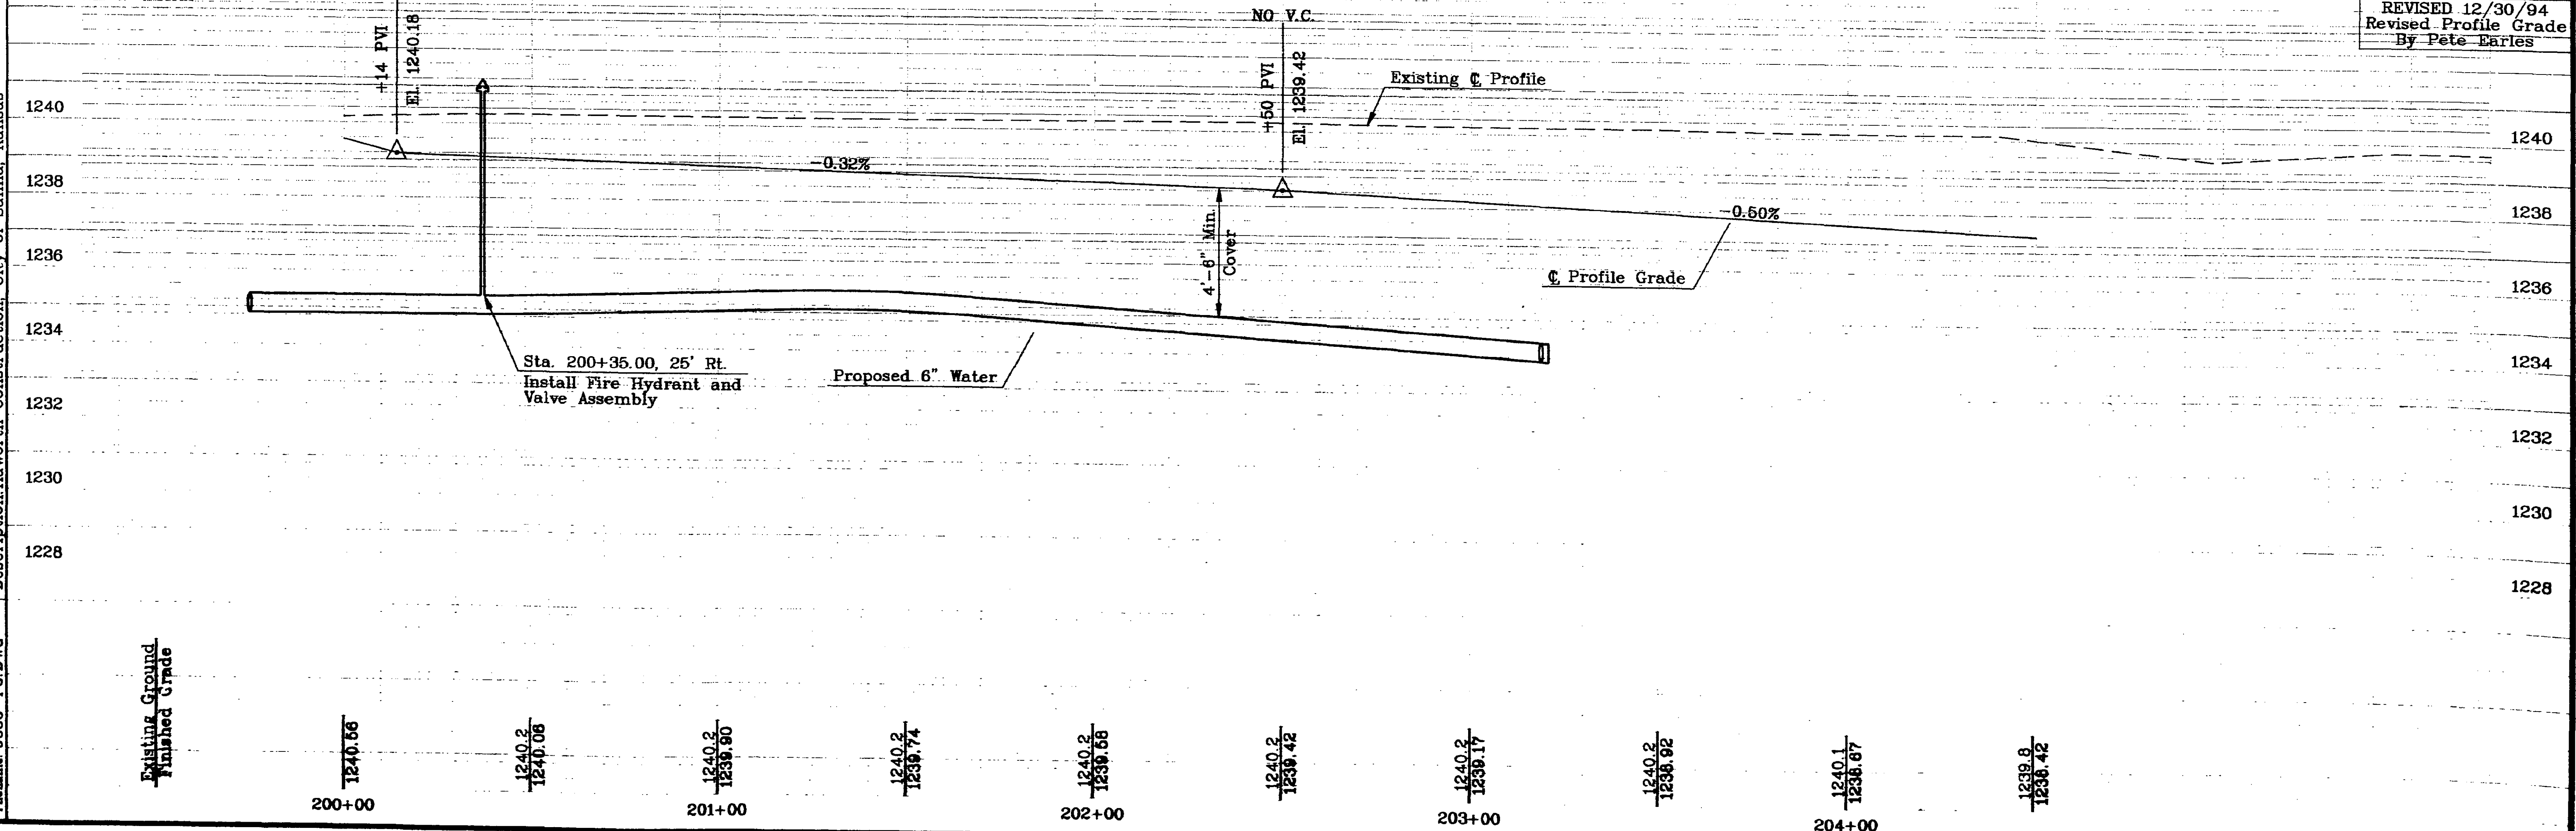 REVISED 12/30/94
Revised Profile Grade
By Pete Earles
NO V.C.
+14 PVI
El. 1240.18
+50 PVI
El. 1239.42
Existing ℄ Profile
-0.32%
-0.50%
4'-6" Min.
Cover
℄ Profile Grade
Sta. 200+35.00, 25' Rt.
Install Fire Hydrant and
Valve Assembly
Proposed 6" Water
1240
1238
1236
1234
1232
1230
1228
1240
1238
1236
1234
1232
1230
1228
Existing Ground
Finished Grade
1240.56
1240.2
1240.06
1240.2
1239.90
1240.2
1239.74
1240.2
1239.58
1240.2
1239.42
1240.2
1239.17
1240.2
1238.92
1240.1
1238.67
1239.8
1238.42
200+00
201+00
202+00
203+00
204+00